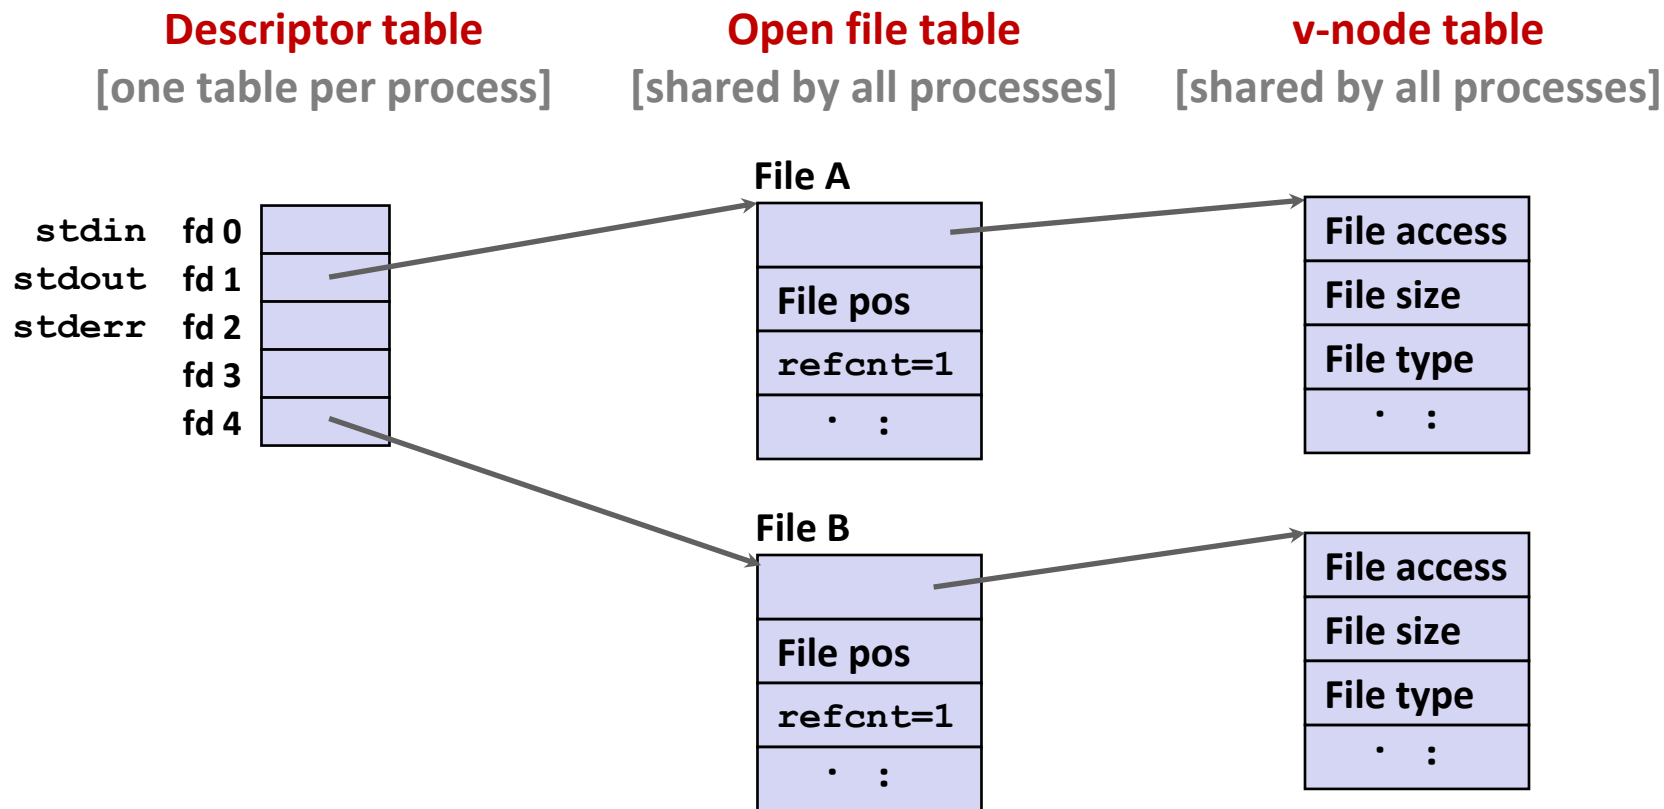 Descriptor table
[one table per process]
Open file table
[shared by all processes]
v-node table
[shared by all processes]
stdin fd 0
stdout fd 1
stderr fd 2
fd 3
fd 4
File A
File pos
refcnt=1
File access
File size
File type
File B
File pos
refcnt=1
File access
File size
File type